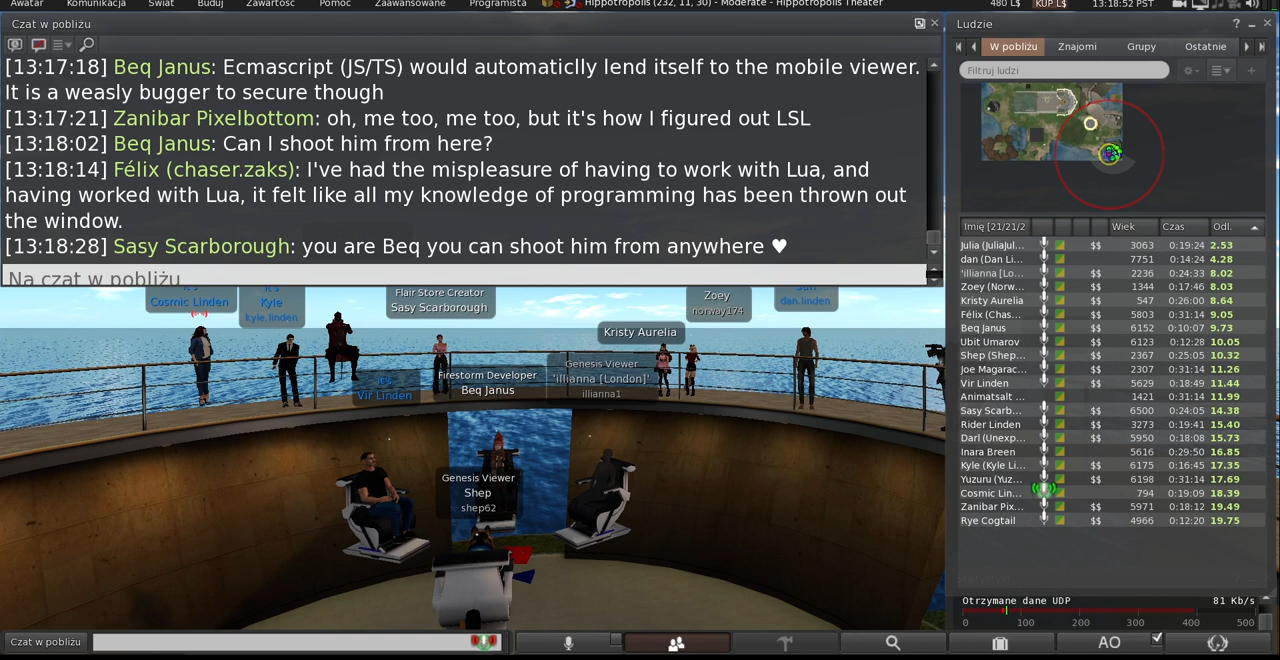 Awatar Komunikacja Świat Buduj Zawartość Pomoc Zaawansowane Programista Hippotropolis (232, 11, 30) - Moderate - Hippotropolis Theater 480 L$ KUP L$ 13:18:52 PST
Czat w pobliżu
[13:17:18] Beq Janus: Ecmascript (JS/TS) would automaticlly lend itself to the mobile viewer.
It is a weasly bugger to secure though
[13:17:21] Zanibar Pixelbottom: oh, me too, me too, but it's how I figured out LSL
[13:18:02] Beq Janus: Can I shoot him from here?
[13:18:14] Félix (chaser.zaks): I've had the mispleasure of having to work with Lua, and
having worked with Lua, it felt like all my knowledge of programming has been thrown out
the window.
[13:18:28] Sasy Scarborough: you are Beq you can shoot him from anywhere ♥
Na czat w pobliżu
It's
Cosmic Linden
It's
Kyle
kyle.linden
Flair Store Creator
Sasy Scarborough
Zoey
norway174
dan.linden
Kristy Aurelia
It's
Vir Linden
Firestorm Developer
Beq Janus
Genesis Viewer
'illianna [London]'
illianna1
Genesis Viewer
Shep
shep62
Czat w pobliżu
Ludzie
? _ ×
W pobliżu Znajomi Grupy Ostatnie
Filtruj ludzi
Imię [21/21/2 Wiek Czas Odl.
Julia (JuliaJul... $$ 3063 0:19:24 2.53
dan (Dan Li... 7751 0:14:24 4.28
'illianna [Lo... $$ 2236 0:24:33 8.02
Zoey (Norw... $$ 1344 0:17:46 8.03
Kristy Aurelia $$ 547 0:26:00 8.64
Félix (Chas... $$ 5803 0:31:14 9.05
Beq Janus $$ 6152 0:10:07 9.73
Ubit Umarov $$ 6123 0:12:28 10.05
Shep (Shep... $$ 2367 0:25:05 10.32
Joe Magarac... $$ 2307 0:31:14 11.26
Vir Linden $$ 5629 0:18:49 11.44
Animatsalt ... 1421 0:31:14 11.99
Sasy Scarb... $$ 6500 0:24:05 14.38
Rider Linden $$ 3273 0:19:41 15.40
Darl (Unexp... $$ 5950 0:18:08 15.73
Inara Breen 5616 0:29:50 16.85
Kyle (Kyle Li... $$ 6175 0:16:45 17.35
Yuzuru (Yuz... $$ 6198 0:31:14 17.69
Cosmic Lin... 794 0:19:09 18.39
Zanibar Pix... $$ 5971 0:18:12 19.49
Rye Cogtail $$ 4966 0:12:20 19.75
Otrzymane dane UDP 81 Kb/s
0 100 200 300 400 500
AO